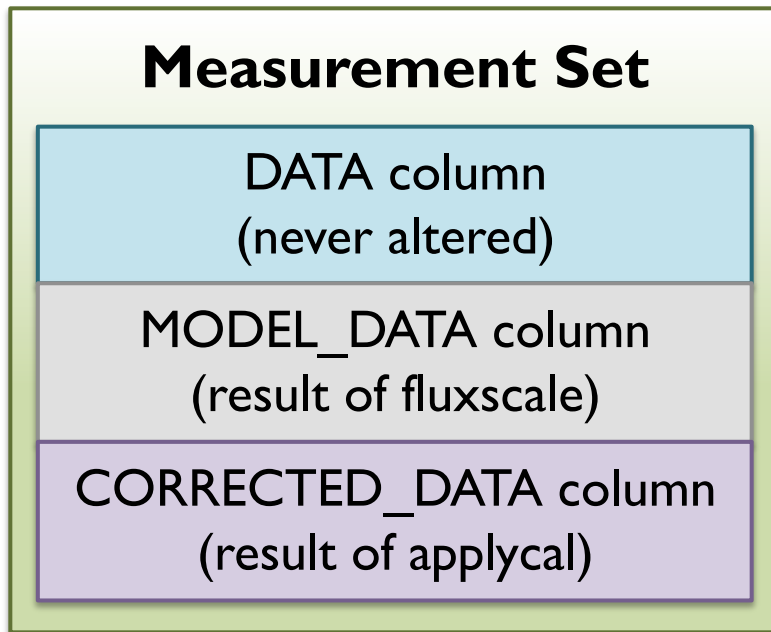 Measurement Set
DATA column
(never altered)
MODEL_DATA column
(result of fluxscale)
CORRECTED_DATA column
(result of applycal)